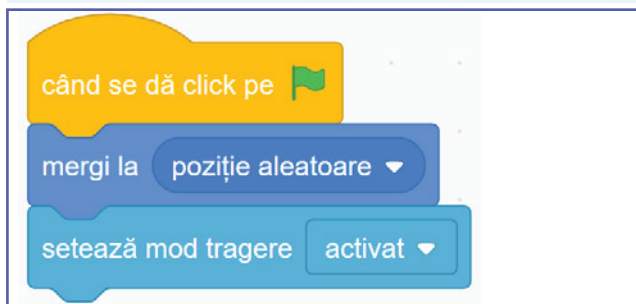 când se dă click pe
mergi la poziție aleatoare
setează mod tragere activat